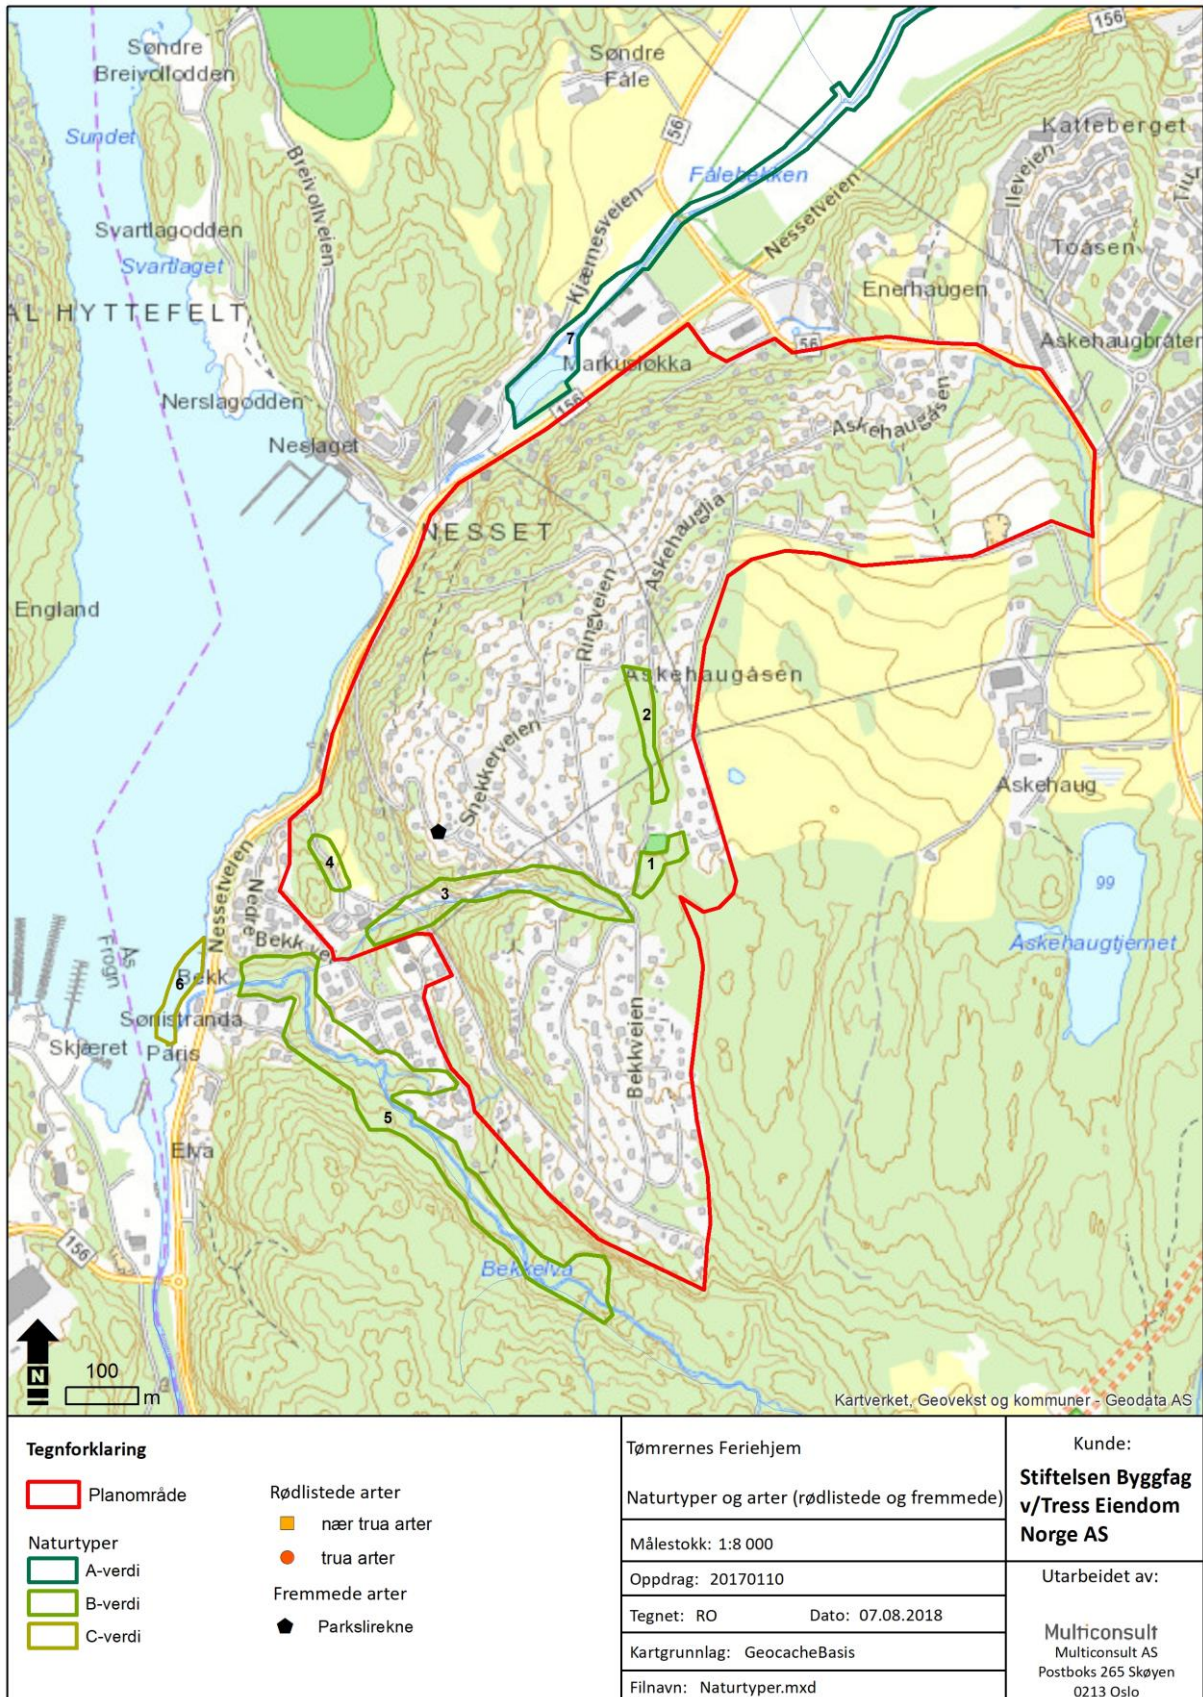 Søndre
Breivollodden
Søndre
Fåle
156
156
Sundet
Breivollveien
Katteberget
Ileveien
Fålebekken
Nessetveien
Toåsen
Svartlagodden
Svartlaget
Kjærnesveien
AL HYTTEFELT
Enerhaugen
7
Markusløkka
56
Askehaugbråten
156
Nerslagodden
Neslaget
Askehaugåsen
NESSET
Askehauglia
Ringveien
England
Askehaugåsen
2
Snekkerveien
Askehaug
4
1
3
99
Nessetveien
Nedre
Bekkvei
Ås
Frogn
Askehaugtjernet
Bekk
6
Sønistranda
Skjæret
Paris
Bekkveien
5
Elva
156
Bekkelva
N
100
m
Kartverket, Geovekst og kommuner - Geodata AS
Tegnforklaring
Planområde
Naturtyper
A-verdi
B-verdi
C-verdi
Rødlistede arter
nær trua arter
trua arter
Fremmede arter
Parkslirekne
Tømrernes Feriehjem
Naturtyper og arter (rødlistede og fremmede)
Målestokk: 1:8 000
Oppdrag: 20170110
Tegnet: RO Dato: 07.08.2018
Kartgrunnlag: GeocacheBasis
Filnavn: Naturtyper.mxd
Kunde:
Stiftelsen Byggfag
v/Tress Eiendom
Norge AS
Utarbeidet av:
Multiconsult
Multiconsult AS
Postboks 265 Skøyen
0213 Oslo